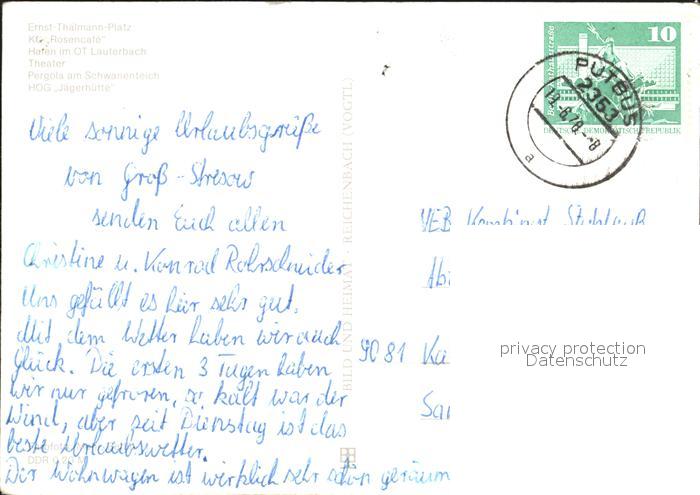 Ernst-Thälmann-Platz
KG „Rosencafé"
Hafen im OT Lauterbach
Theater
Pergola am Schwanenteich
HOG „Jägerhütte"
10
DEUTSCHE DEMOKRATISCHE REPUBLIK
PUTBUS
2353
a
Viele sonnige Urlaubsgrüße
von Groß-Stresow
senden Euch allen
Christine u. Konrad Rohrschneider
Uns gefällt es hier sehr gut.
Mit dem Wetter haben wir auch
Glück. Die ersten 3 Tagen haben
wir nur gefroren, so kalt war der
Wind, aber seit Dienstag ist das
beste Urlaubswetter.
Der Wohnwagen ist wirklich sehr schön geräum
DDR
BILD UND HEIMAT · REICHENBACH (VOGTL)
VEB Kombinat
9081
privacy protection
Datenschutz